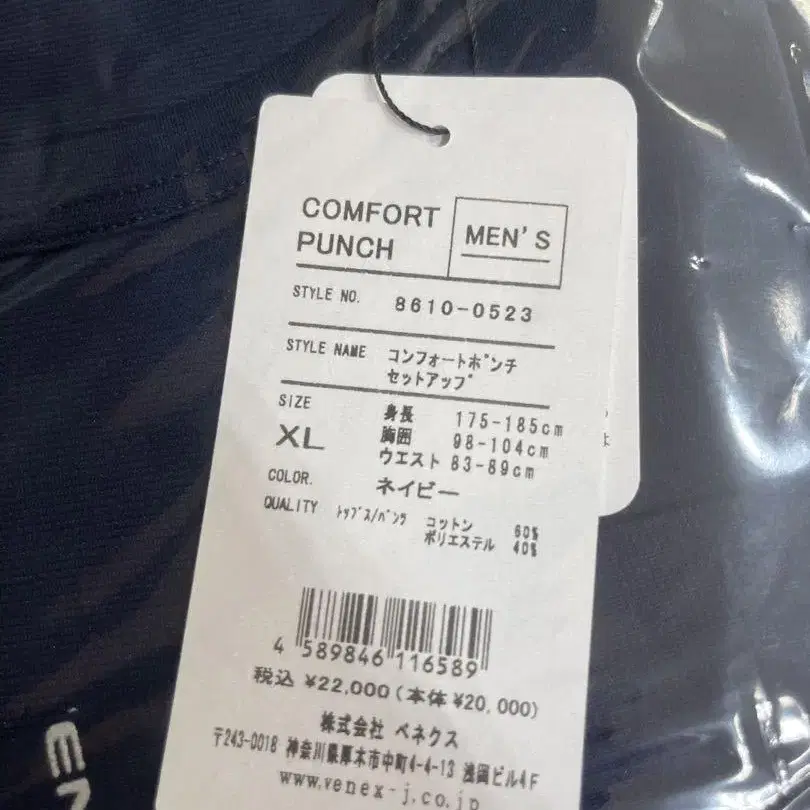 COMFORT
PUNCH
MEN'S
STYLE NO. 8610-0523
STYLE NAME コンフォートポンチ
セットアップ
SIZE
XL
身長 175-185cm
胸囲 98-104cm
ウエスト 83-89cm
COLOR. ネイビー
QUALITY トップス/パンツ コットン 60%
ポリエステル 40%
4 589846 116589
税込 ¥22,000(本体 ¥20,000)
株式会社 ベネクス
〒243-0018 神奈川県厚木市中町4-4-13 浅岡ビル4F
www.venex-j.co.jp